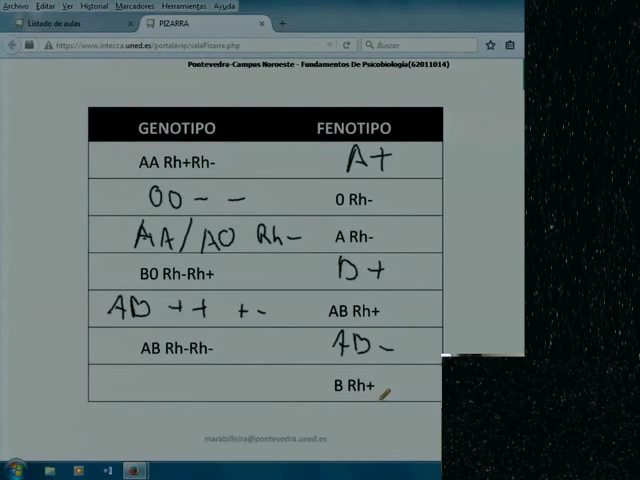 Archivo Editar Ver Historial Marcadores Herramientas Ayuda
Listado de aulas × PIZARRA × +
https://www.intecca.uned.es/portalavip/salaPizarra.php Buscar
Pontevedra-Campus Noroeste - Fundamentos De Psicobiología(62011014)
GENOTIPO FENOTIPO
AA Rh+Rh- A+
00 - - 0 Rh-
AA/AO Rh- A Rh-
B0 Rh-Rh+ B+
AB ++ +- AB Rh+
AB Rh-Rh- AB-
B Rh+
marabilleira@pontevedra.uned.es